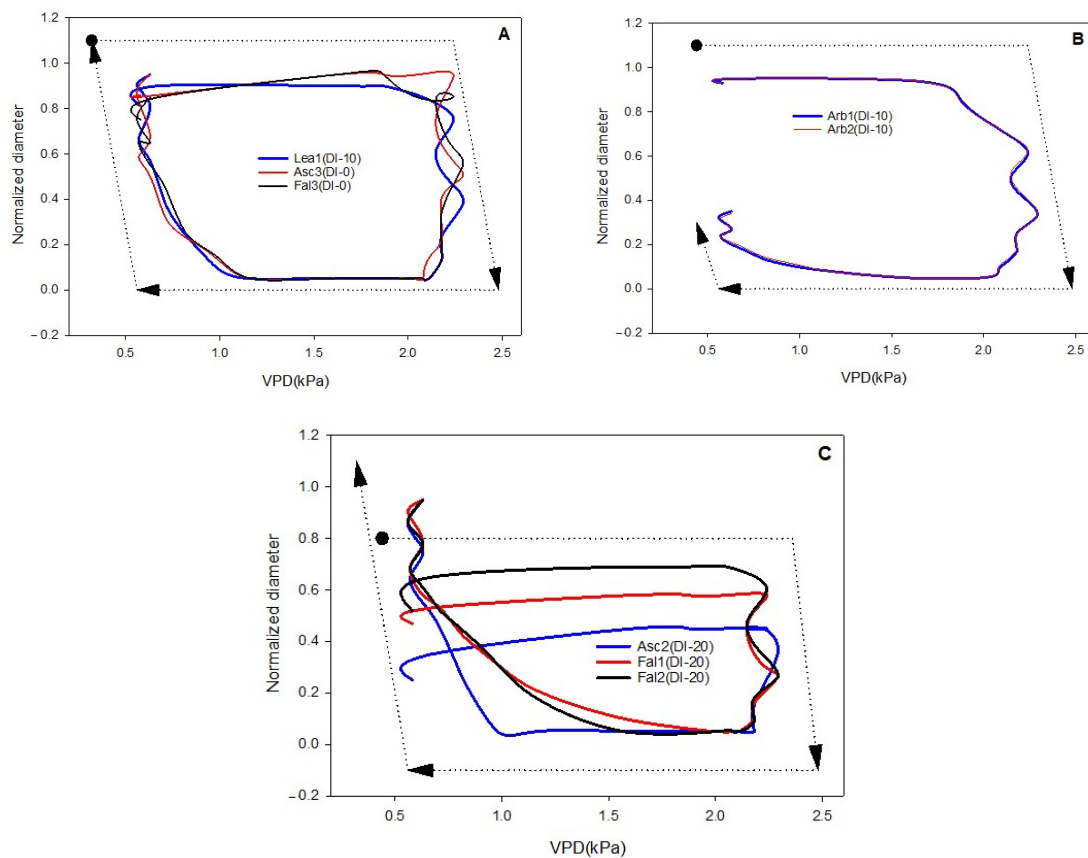 A
1.2
1.0
0.8
0.6
0.4
0.2
0.0
−0.2
Normalized diameter
Lea1(DI-10)
Asc3(DI-0)
Fal3(DI-0)
0.5 1.0 1.5 2.0 2.5
VPD(kPa)
B
1.2
1.0
0.8
0.6
0.4
0.2
0.0
−0.2
Normalized diameter
Arb1(DI-10)
Arb2(DI-10)
0.5 1.0 1.5 2.0 2.5
VPD(kPa)
C
1.2
1.0
0.8
0.6
0.4
0.2
0.0
−0.2
Normalized diameter
Asc2(DI-20)
Fal1(DI-20)
Fal2(DI-20)
0.5 1.0 1.5 2.0 2.5
VPD(kPa)